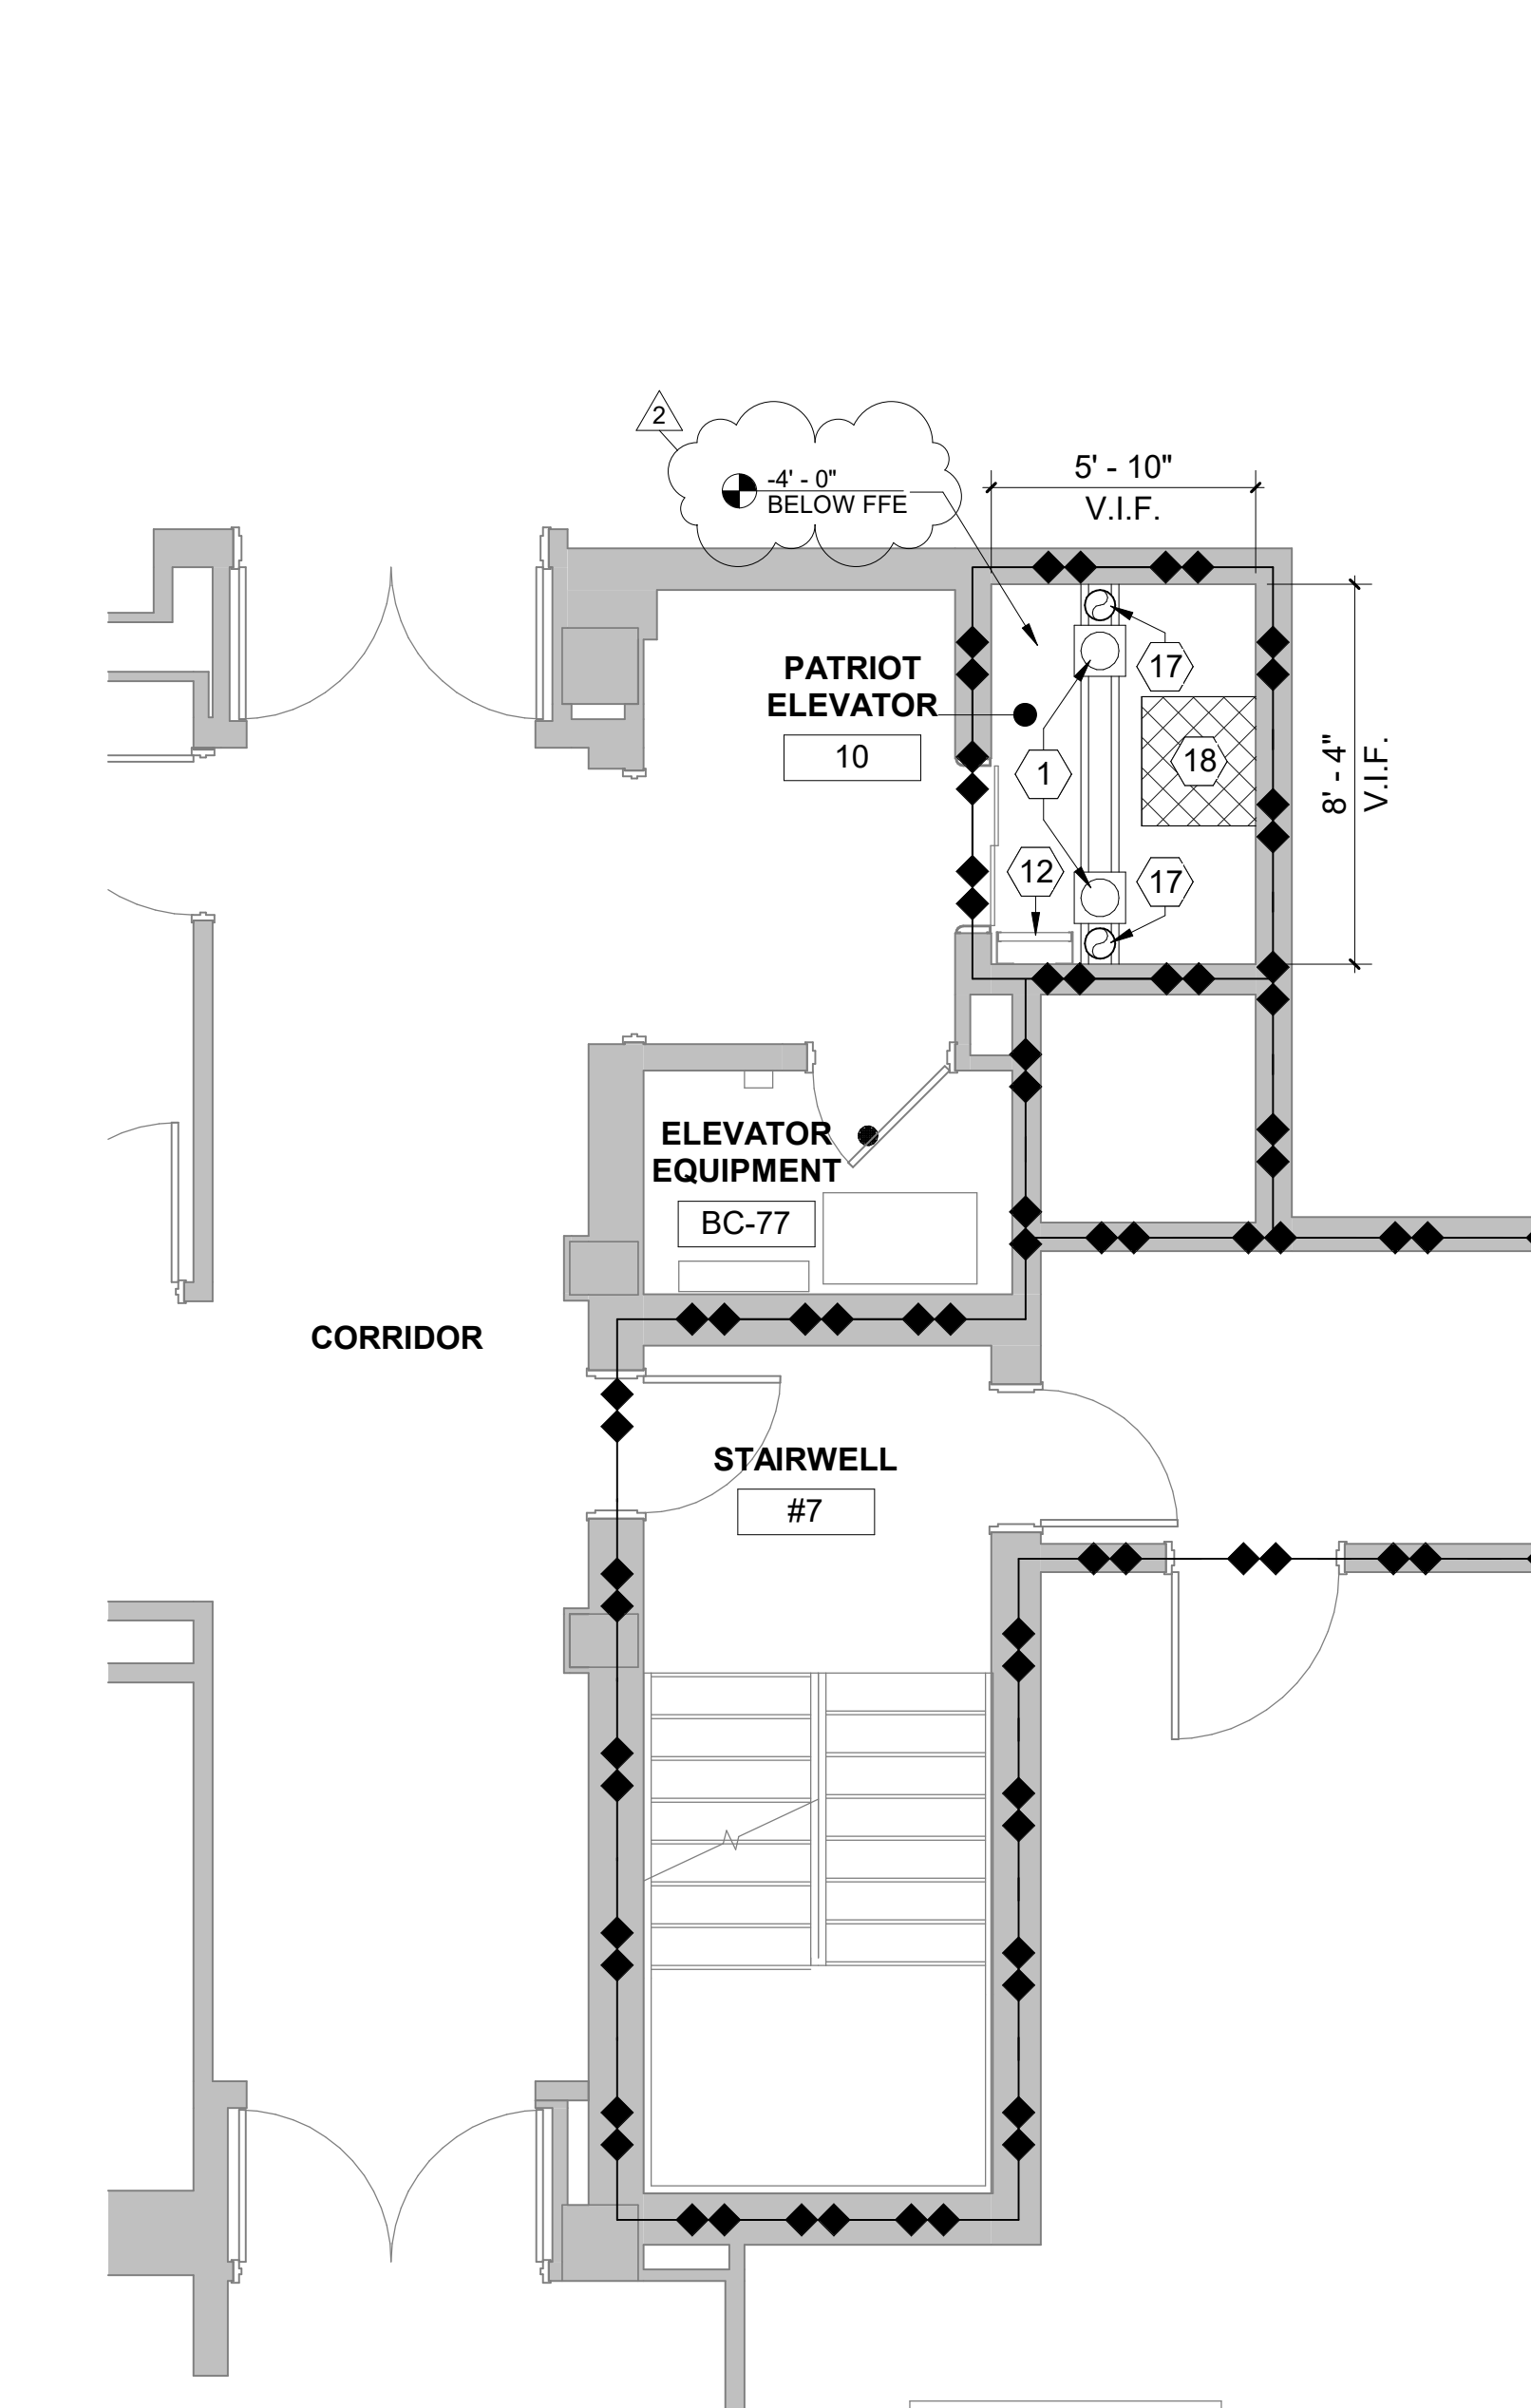 2
-4' - 0"
BELOW FFE
5' - 10"
V.I.F.
17
PATRIOT
ELEVATOR
10
1
18
8' - 4"
V.I.F.
12
17
ELEVATOR
EQUIPMENT
BC-77
CORRIDOR
STAIRWELL
#7